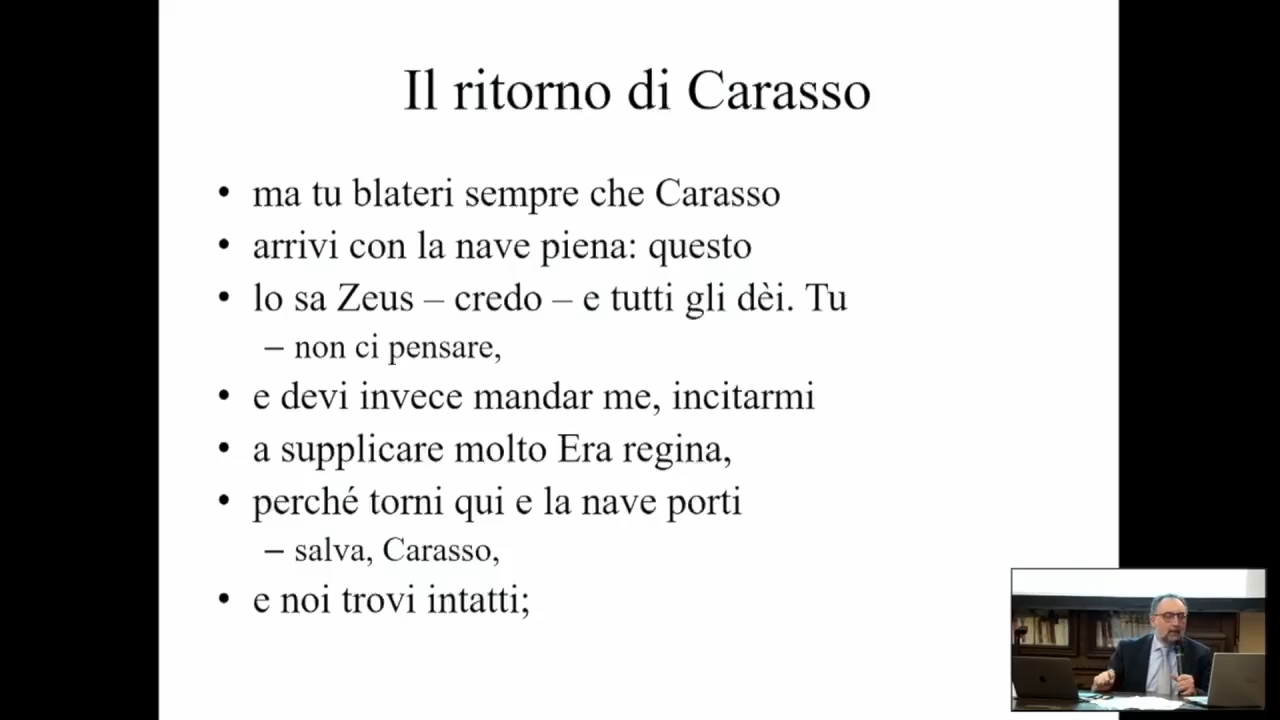 Il ritorno di Carasso
• ma tu blateri sempre che Carasso
• arrivi con la nave piena: questo
• lo sa Zeus – credo – e tutti gli dèi. Tu
– non ci pensare,
• e devi invece mandar me, incitarmi
• a supplicare molto Era regina,
• perché torni qui e la nave porti
– salva, Carasso,
• e noi trovi intatti;